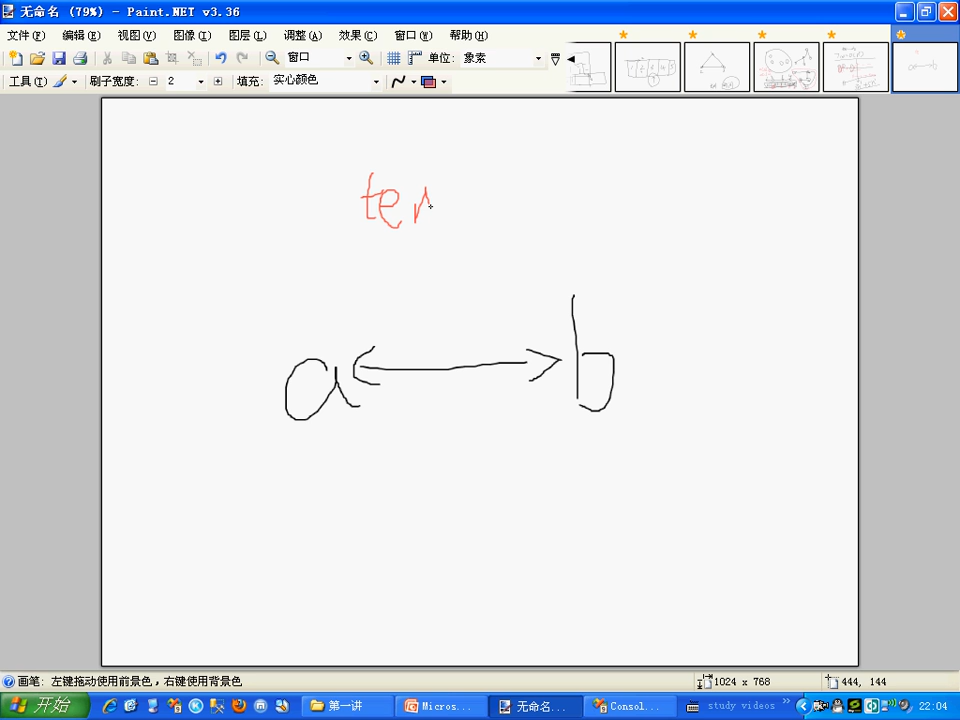 无命名 (79%) - Paint.NET v3.36
文件(F) 编辑(E) 视图(V) 图像(I) 图层(L) 调整(A) 效果(C) 窗口(W) 帮助(H)
窗口 单位: 象素
工具(T) 刷子宽度: 2 填充: 实心颜色
ter
a b
画笔: 左键拖动使用前景色，右键使用背景色 1024 x 768 444, 144
开始 第一讲 Micros... 无命名... Consol... study videos 22:04